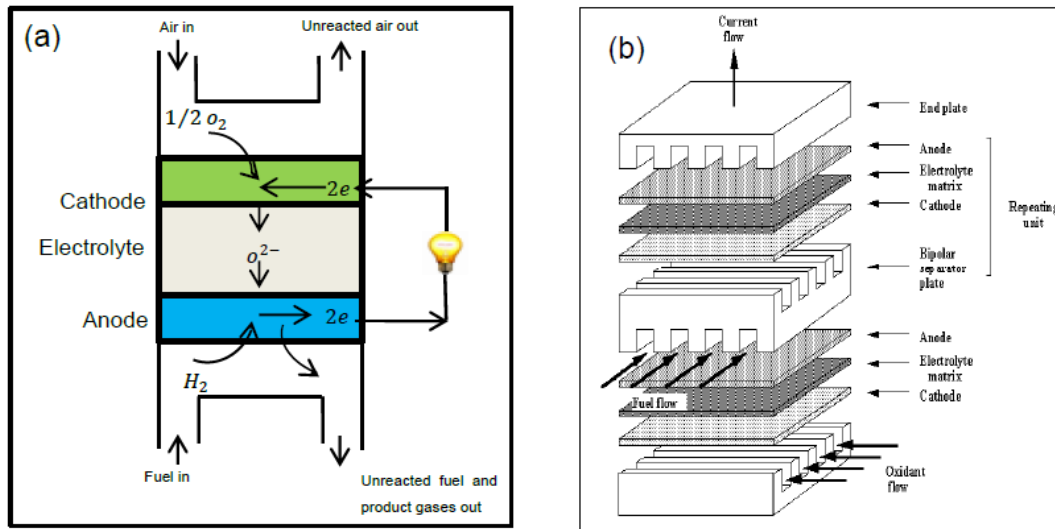 (a)
Air in
Unreacted air out
1/2 o₂
2e
Cathode
Electrolyte
o²⁻
Anode
2e
H₂
Fuel in
Unreacted fuel and
product gases out
(b)
Current
flow
End plate
Anode
Electrolyte
matrix
Cathode
Repeating
unit
Bipolar
separator
plate
Anode
Electrolyte
matrix
Cathode
Fuel flow
Oxidant
flow